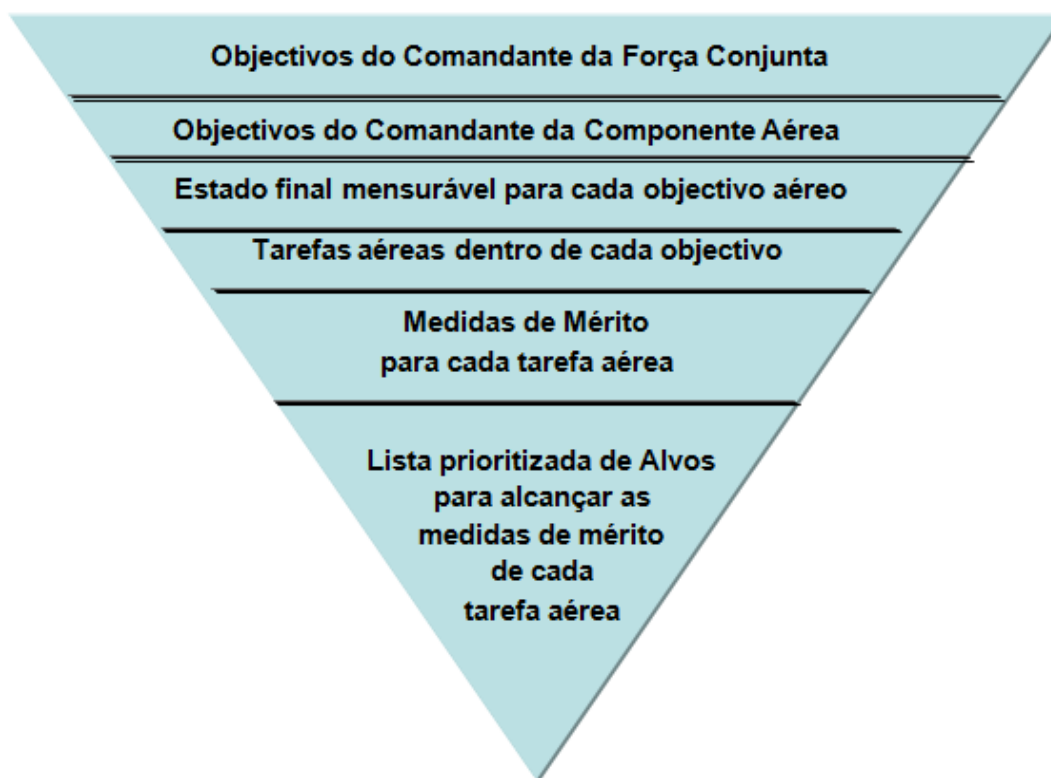 Objectivos do Comandante da Força Conjunta
Objectivos do Comandante da Componente Aérea
Estado final mensurável para cada objectivo aéreo
Tarefas aéreas dentro de cada objectivo
Medidas de Mérito
para cada tarefa aérea
Lista prioritizada de Alvos
para alcançar as
medidas de mérito
de cada
tarefa aérea